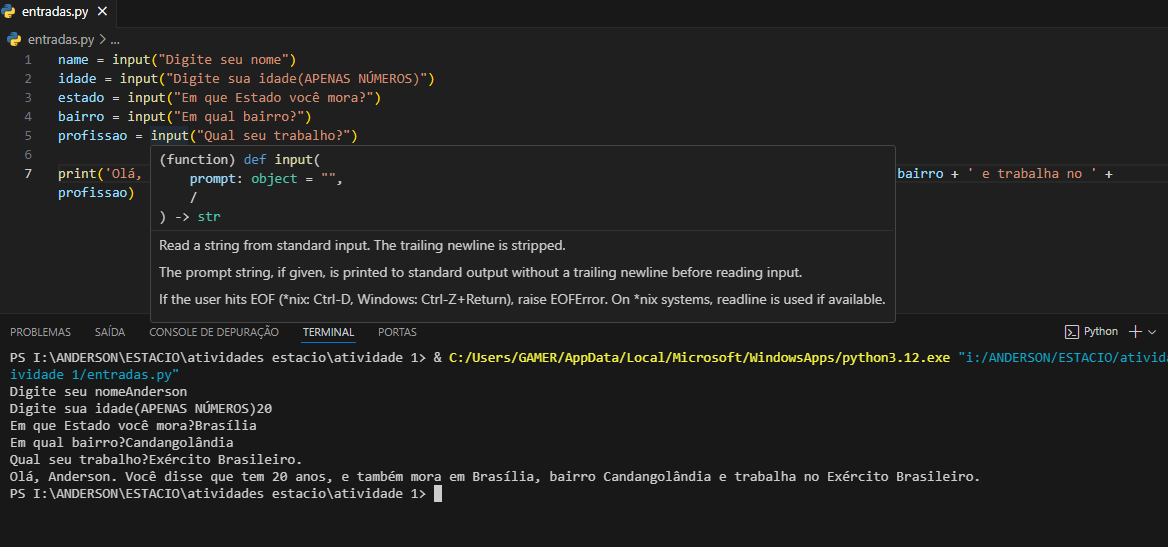 entradas.py ×
entradas.py > ...
1 name = input("Digite seu nome")
2 idade = input("Digite sua idade(APENAS NÚMEROS)")
3 estado = input("Em que Estado você mora?")
4 bairro = input("Em qual bairro?")
5 profissao = input("Qual seu trabalho?")
6
7 print('Olá, bairro + ' e trabalha no ' +
profissao)
(function) def input(
prompt: object = "",
/
) -> str
Read a string from standard input. The trailing newline is stripped.
The prompt string, if given, is printed to standard output without a trailing newline before reading input.
If the user hits EOF (*nix: Ctrl-D, Windows: Ctrl-Z+Return), raise EOFError. On *nix systems, readline is used if available.
PROBLEMAS SAÍDA CONSOLE DE DEPURAÇÃO TERMINAL PORTAS Python
PS I:\ANDERSON\ESTACIO\atividades estacio\atividade 1> & C:/Users/GAMER/AppData/Local/Microsoft/WindowsApps/python3.12.exe "i:/ANDERSON/ESTACIO/ativid
ividade 1/entradas.py"
Digite seu nomeAnderson
Digite sua idade(APENAS NÚMEROS)20
Em que Estado você mora?Brasília
Em qual bairro?Candangolândia
Qual seu trabalho?Exército Brasileiro.
Olá, Anderson. Você disse que tem 20 anos, e também mora em Brasília, bairro Candangolândia e trabalha no Exército Brasileiro.
PS I:\ANDERSON\ESTACIO\atividades estacio\atividade 1>